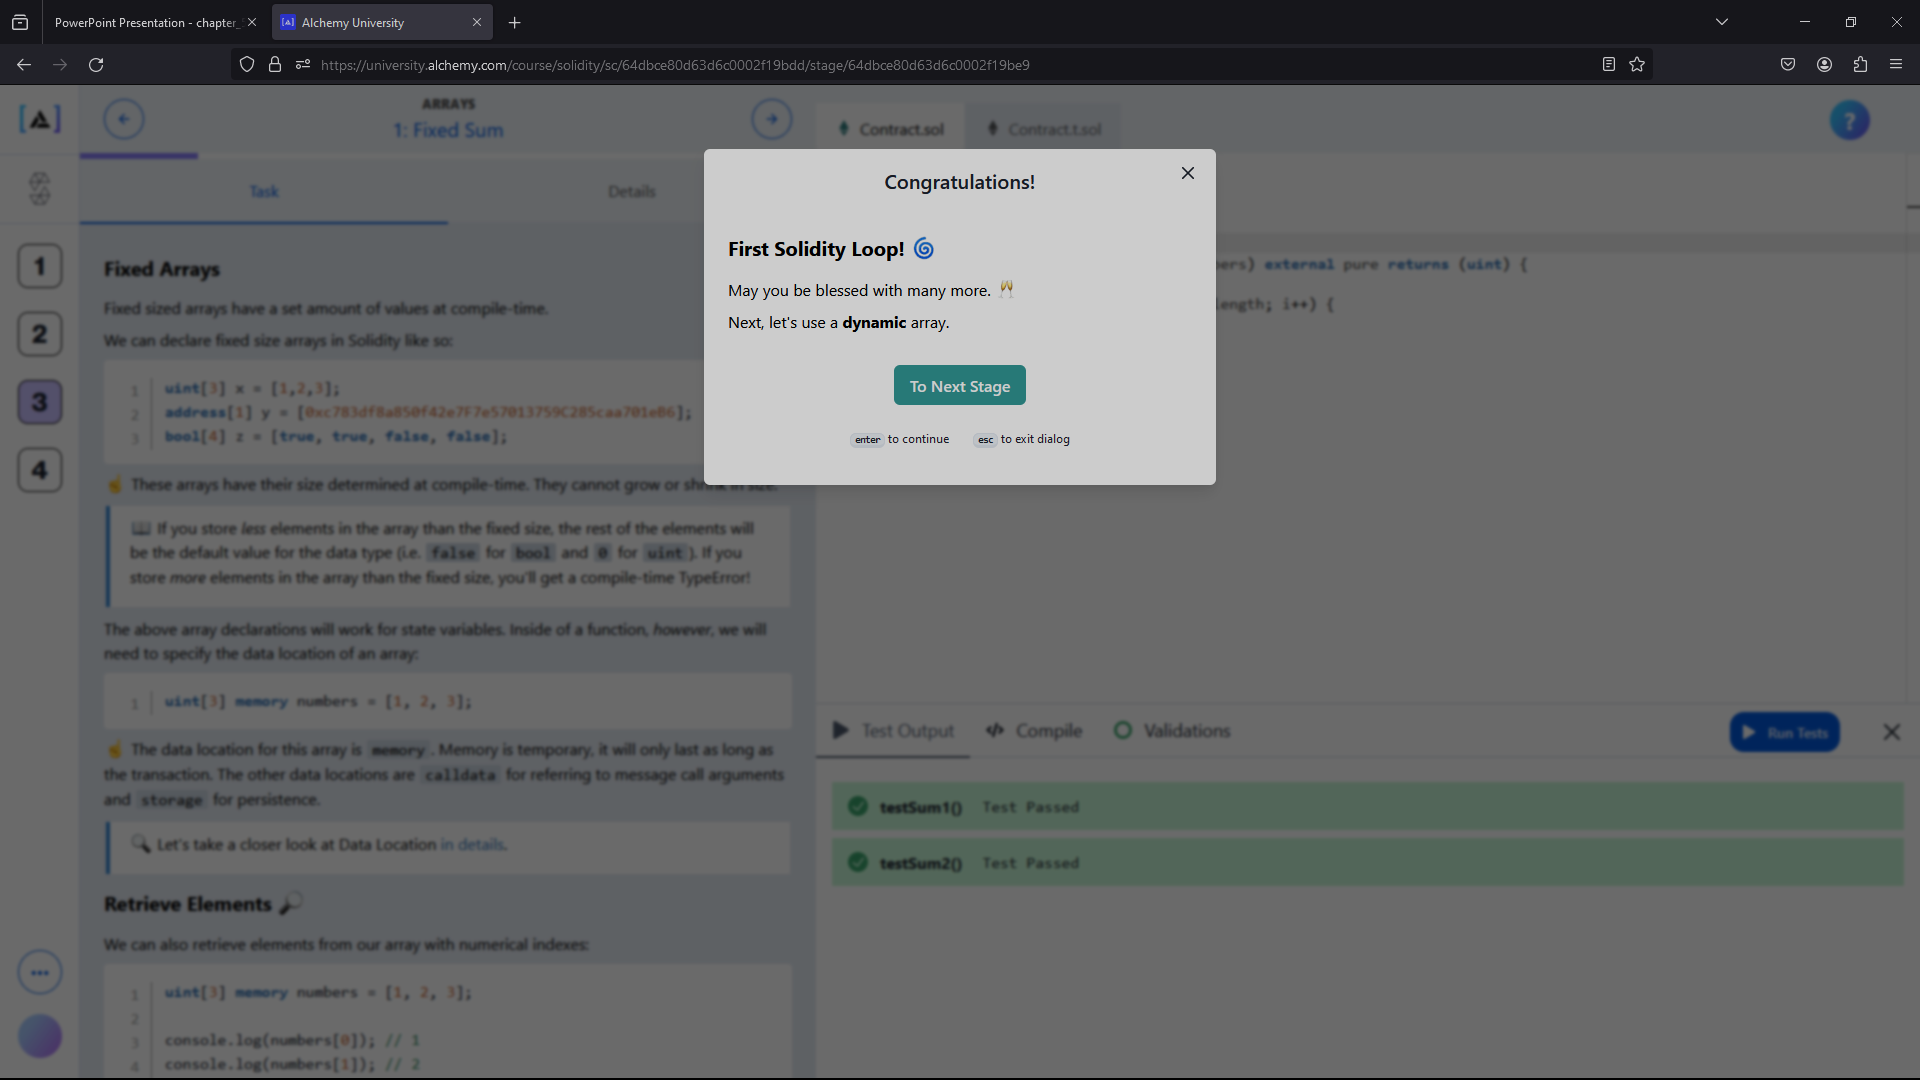 PowerPoint Presentation - chapter_
Alchemy University
https://university.alchemy.com/course/solidity/sc/64dbce80d63d6c0002f19bdd/stage/64dbce80d63d6c0002f19be9
ARRAYS
1: Fixed Sum
Contract.sol
Contract.t.sol
?
Task
Details
1
2
3
4
Fixed Arrays
Fixed sized arrays have a set amount of values at compile-time.
We can declare fixed size arrays in Solidity like so:
1 uint[3] x = [1,2,3];
2 address[1] y = [0xc783df8a850f42e7F7e57013759C285caa701eB6];
3 bool[4] z = [true, true, false, false];
☝️ These arrays have their size determined at compile-time. They cannot grow or shrink in size.
📖 If you store less elements in the array than the fixed size, the rest of the elements will
be the default value for the data type (i.e. false for bool and 0 for uint). If you
store more elements in the array than the fixed size, you'll get a compile-time TypeError!
The above array declarations will work for state variables. Inside of a function, however, we will
need to specify the data location of an array:
1 uint[3] memory numbers = [1, 2, 3];
☝️ The data location for this array is memory. Memory is temporary, it will only last as long as
the transaction. The other data locations are calldata for referring to message call arguments
and storage for persistence.
🔍 Let's take a closer look at Data Location in details.
Retrieve Elements 🔎
We can also retrieve elements from our array with numerical indexes:
1 uint[3] memory numbers = [1, 2, 3];
2
3 console.log(numbers[0]); // 1
4 console.log(numbers[1]); // 2
Congratulations!
First Solidity Loop! 🌀
May you be blessed with many more. 🥂
Next, let's use a dynamic array.
To Next Stage
enter to continue esc to exit dialog
bers) external pure returns (uint) {
length; i++) {
Test Output
Compile
Validations
Run Tests
testSum1() Test Passed
testSum2() Test Passed